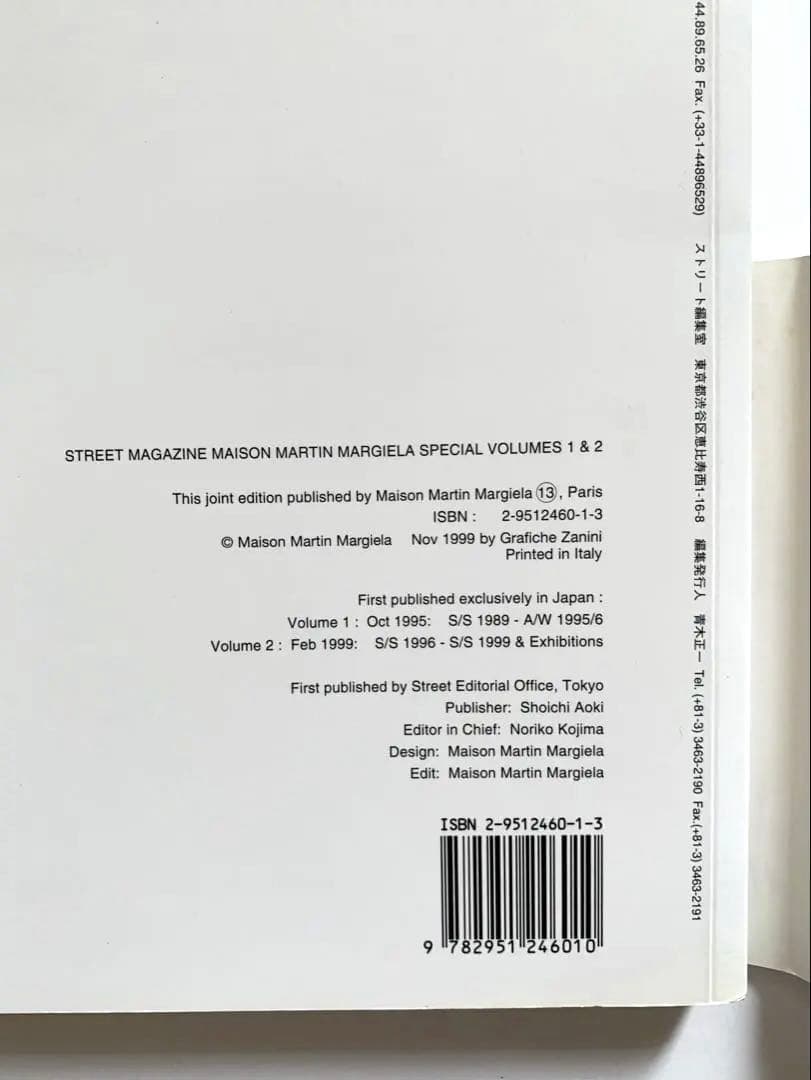 STREET MAGAZINE MAISON MARTIN MARGIELA SPECIAL VOLUMES 1 & 2
This joint edition published by Maison Martin Margiela ⑬, Paris
ISBN : 2-9512460-1-3
© Maison Martin Margiela Nov 1999 by Grafiche Zanini
Printed in Italy
First published exclusively in Japan :
Volume 1 : Oct 1995: S/S 1989 - A/W 1995/6
Volume 2 : Feb 1999: S/S 1996 - S/S 1999 & Exhibitions
First published by Street Editorial Office, Tokyo
Publisher: Shoichi Aoki
Editor in Chief: Noriko Kojima
Design: Maison Martin Margiela
Edit: Maison Martin Margiela
ISBN 2-9512460-1-3
9 782951 246010
44.89.65.26 Fax. (+33-1-44896529) ストリート編集室 東京都渋谷区恵比寿西1-16-8 編集発行人 青木正一 Tel. (+81-3) 3463-2190 Fax.(+81-3) 3463-2191